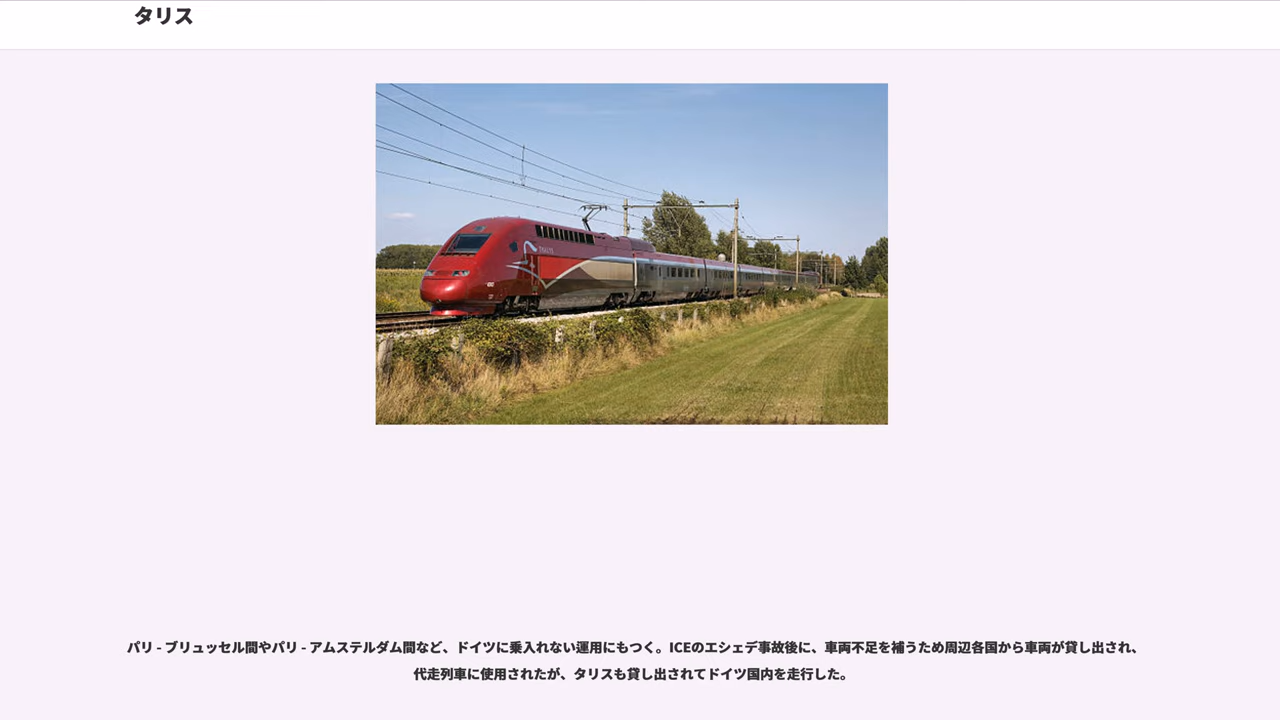 タリス
パリ - ブリュッセル間やパリ - アムステルダム間など、ドイツに乗入れない運用にもつく。ICEのエシェデ事故後に、車両不足を補うため周辺各国から車両が貸し出され、
代走列車に使用されたが、タリスも貸し出されてドイツ国内を走行した。